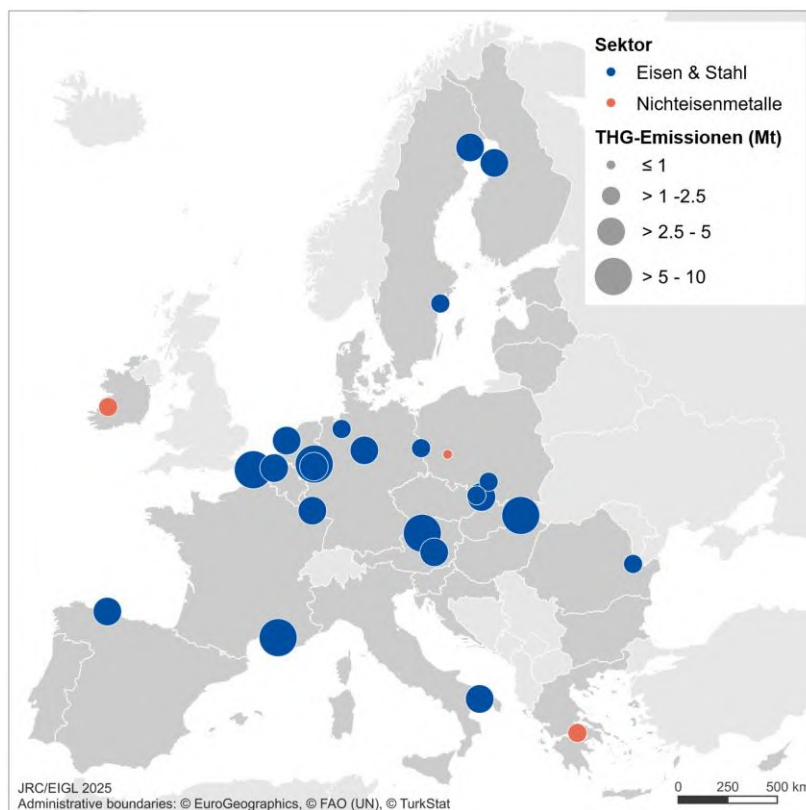 Sektor
Eisen & Stahl
Nichteisenmetalle
THG-Emissionen (Mt)
≤ 1
> 1 -2.5
> 2.5 - 5
> 5 - 10
JRC/EIGL 2025
Administrative boundaries: © EuroGeographics, © FAO (UN), © TurkStat
0 250 500 km